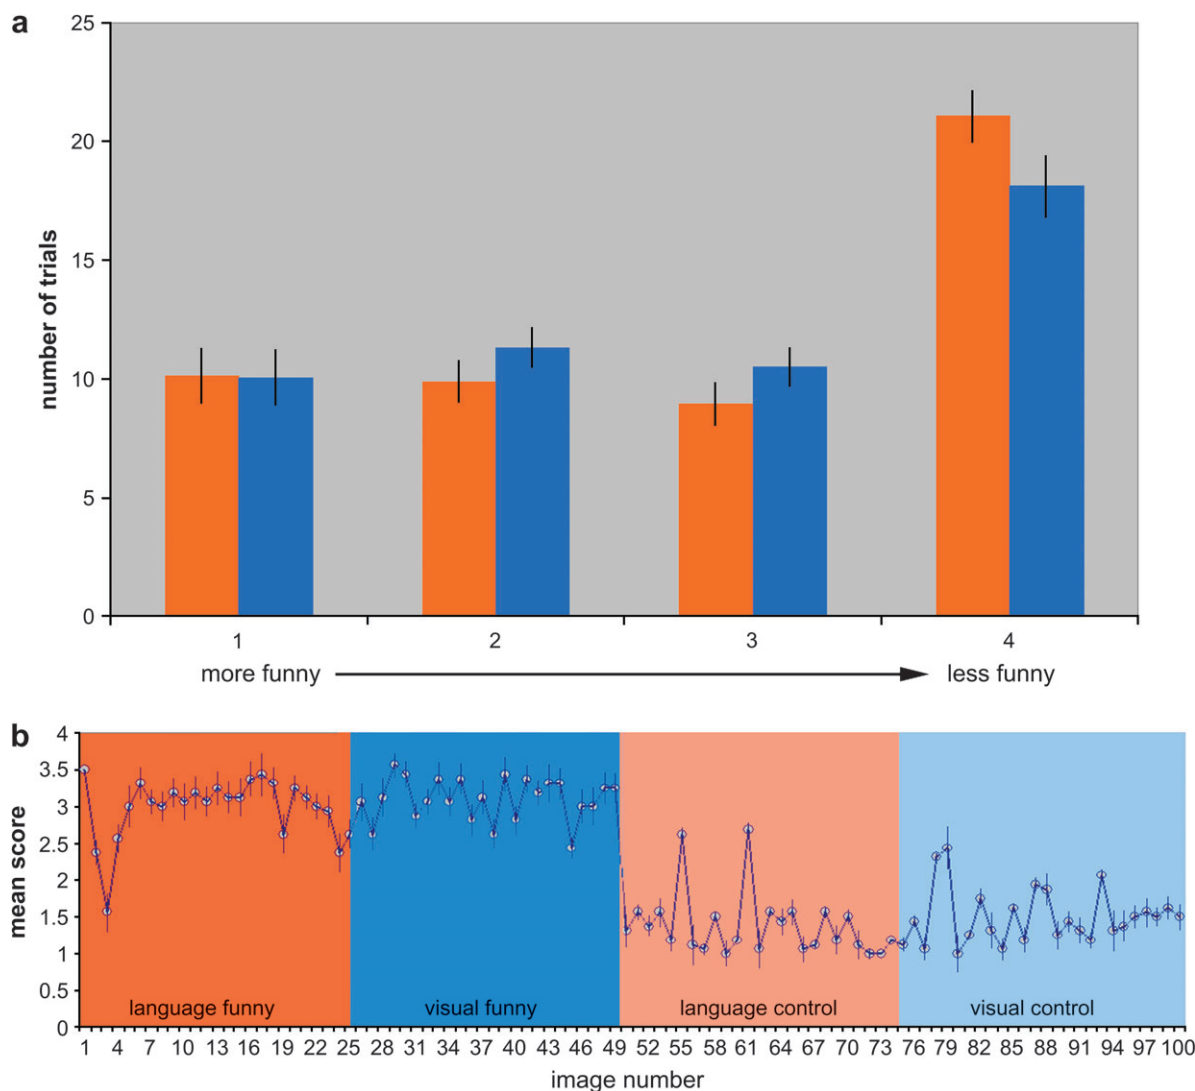 a
25
20
15
10
5
0
number of trials
1 2 3 4
more funny less funny
b
4
3.5
3
2.5
2
1.5
1
0.5
0
mean score
language funny visual funny language control visual control
1 4 7 10 13 16 19 22 25 28 31 34 37 40 43 46 49 52 55 58 61 64 67 70 73 76 79 82 85 88 91 94 97 100
image number